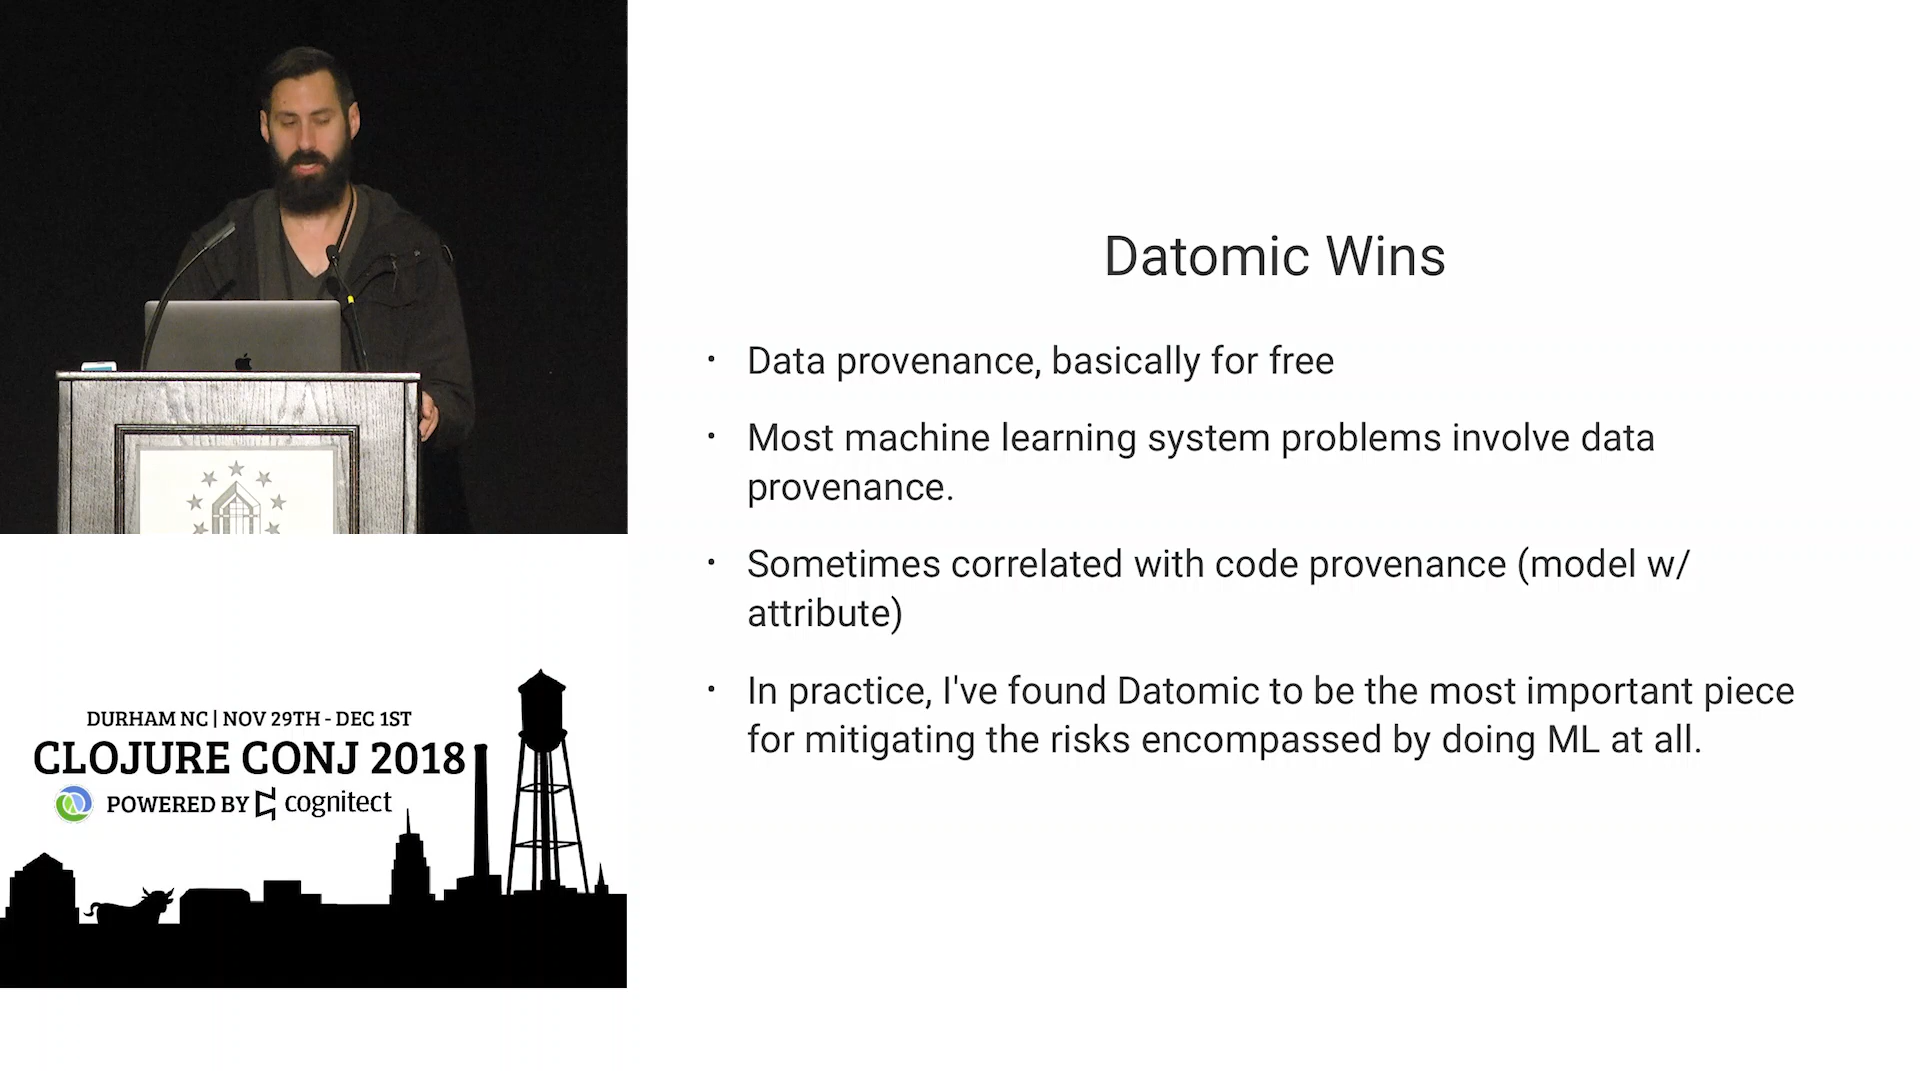 Datomic Wins
• Data provenance, basically for free
• Most machine learning system problems involve data
provenance.
• Sometimes correlated with code provenance (model w/
attribute)
• In practice, I've found Datomic to be the most important piece
for mitigating the risks encompassed by doing ML at all.
DURHAM NC | NOV 29TH - DEC 1ST
CLOJURE CONJ 2018
POWERED BY cognitect